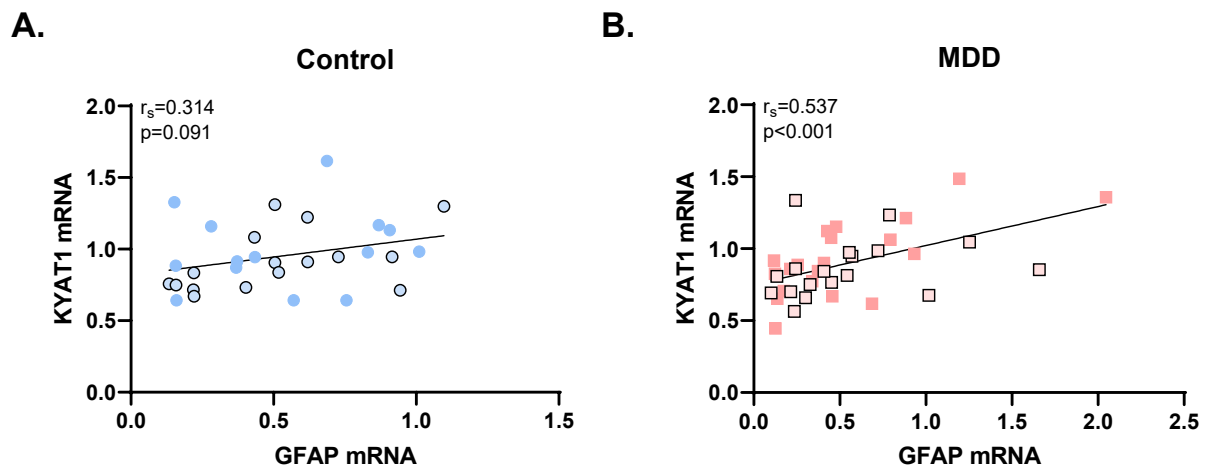 A.
Control
rₛ=0.314
p=0.091
2.0
1.5
1.0
0.5
0.0
KYAT1 mRNA
0.0 0.5 1.0 1.5
GFAP mRNA
B.
MDD
rₛ=0.537
p<0.001
2.0
1.5
1.0
0.5
0.0
KYAT1 mRNA
0.0 0.5 1.0 1.5 2.0 2.5
GFAP mRNA